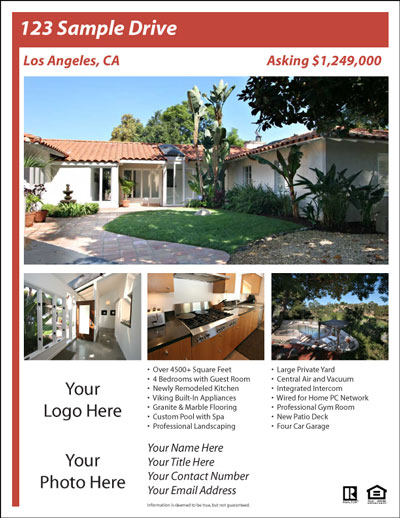 123 Sample Drive
Los Angeles, CA
Asking $1,249,000
• Over 4500+ Square Feet
• 4 Bedrooms with Guest Room
• Newly Remodeled Kitchen
• Viking Built-In Appliances
• Granite & Marble Flooring
• Custom Pool with Spa
• Professional Landscaping
• Large Private Yard
• Central Air and Vacuum
• Integrated Intercom
• Wired for Home PC Network
• Professional Gym Room
• New Patio Deck
• Four Car Garage
Your
Logo Here
Your
Photo Here
Your Name Here
Your Title Here
Your Contact Number
Your Email Address
Information is deemed to be true, but not guaranteed.